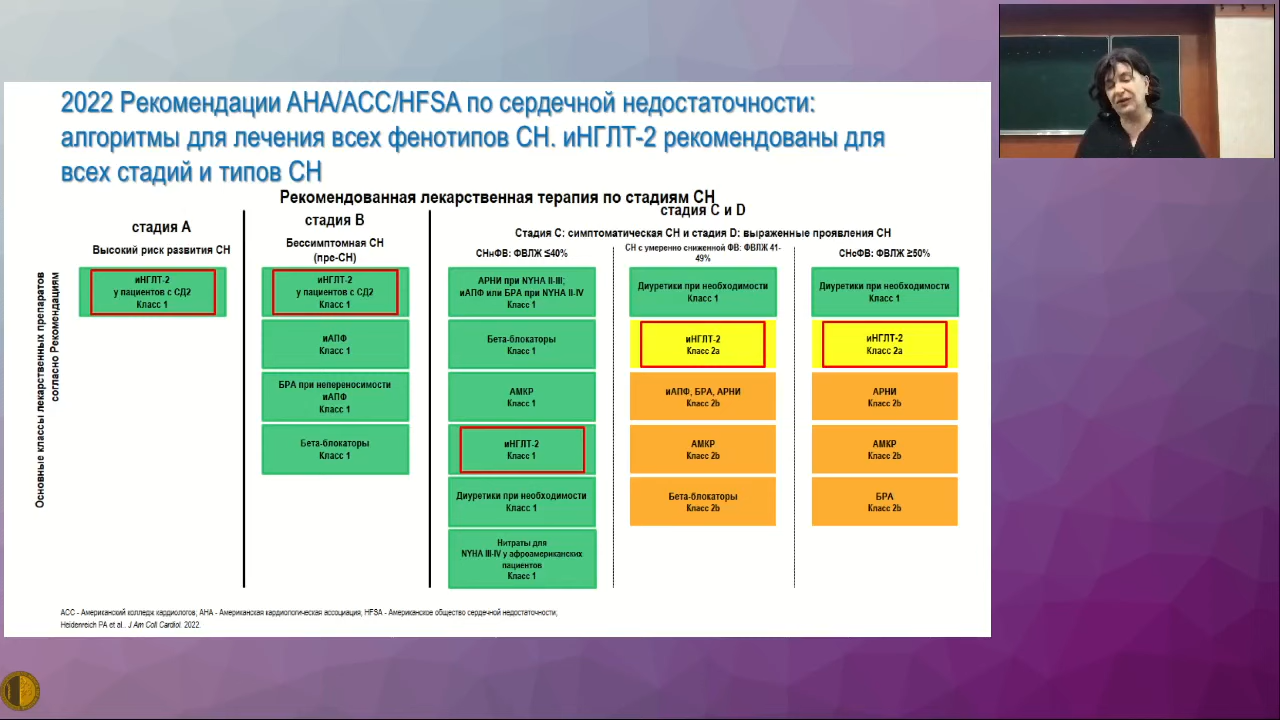 2022 Рекомендации AHA/ACC/HFSA по сердечной недостаточности:
алгоритмы для лечения всех фенотипов СН. иНГЛТ-2 рекомендованы для
всех стадий и типов СН
Рекомендованная лекарственная терапия по стадиям СН
Основные классы лекарственных препаратов
согласно Рекомендациям
стадия A
Высокий риск развития СН
иНГЛТ-2
у пациентов с СД2
Класс 1
стадия B
Бессимптомная СН
(пре-СН)
иНГЛТ-2
у пациентов с СД2
Класс 1
иАПФ
Класс 1
БРА при непереносимости
иАПФ
Класс 1
Бета-блокаторы
Класс 1
стадия C и D
Стадия C: симптоматическая СН и стадия D: выраженные проявления СН
СНнФВ: ФВЛЖ ≤40%
АРНИ при NYHA II-III;
иАПФ или БРА при NYHA II-IV
Класс 1
Бета-блокаторы
Класс 1
АМКР
Класс 1
иНГЛТ-2
Класс 1
Диуретики при необходимости
Класс 1
Нитраты для
NYHA III-IV у афроамериканских
пациентов
Класс 1
СН с умеренно сниженной ФВ: ФВЛЖ 41-
49%
Диуретики при необходимости
Класс 1
иНГЛТ-2
Класс 2a
иАПФ, БРА, АРНИ
Класс 2b
АМКР
Класс 2b
Бета-блокаторы
Класс 2b
СНсФВ: ФВЛЖ ≥50%
Диуретики при необходимости
Класс 1
иНГЛТ-2
Класс 2a
АРНИ
Класс 2b
АМКР
Класс 2b
БРА
Класс 2b
ACC - Американский колледж кардиологов; AHA - Американская кардиологическая ассоциация; HFSA - Американское общество сердечной недостаточности;
Heidenreich PA et al.. J Am Coll Cardiol. 2022.